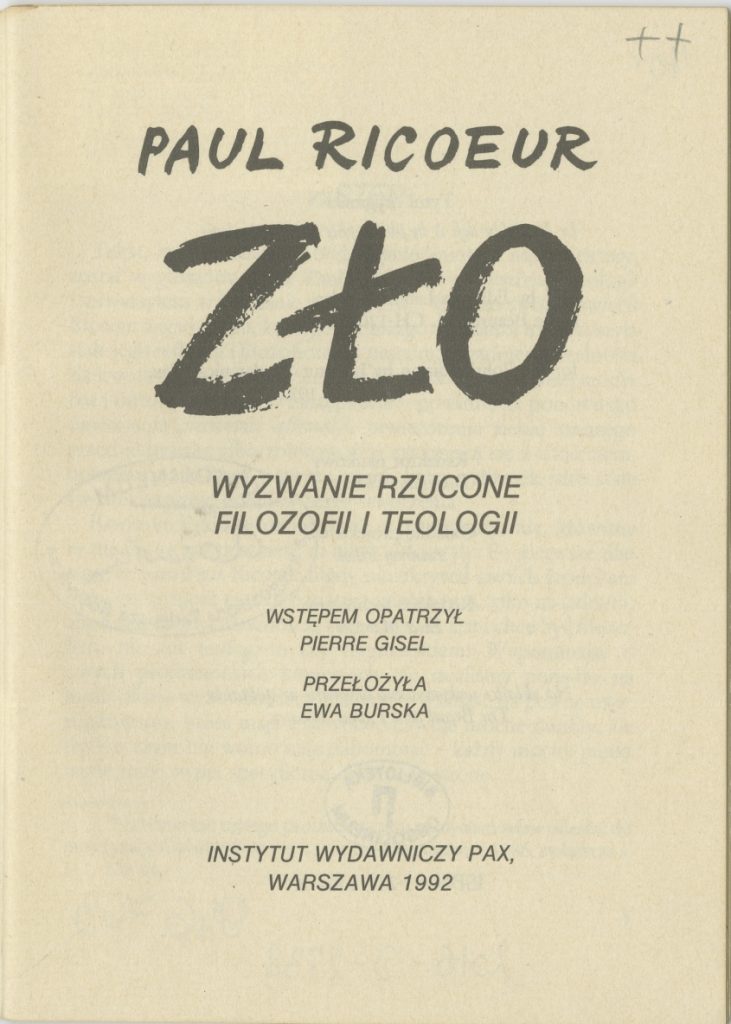 ++
PAUL RICOEUR
ZŁO
WYZWANIE RZUCONE
FILOZOFII I TEOLOGII
WSTĘPEM OPATRZYŁ
PIERRE GISEL
PRZEŁOŻYŁA
EWA BURSKA
INSTYTUT WYDAWNICZY PAX,
WARSZAWA 1992